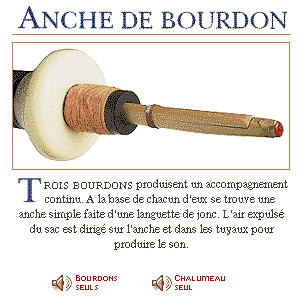 ANCHE DE BOURDON
TROIS BOURDONS produisent un accompagnement
continu. A la base de chacun d'eux se trouve une
anche simple faite d'une languette de jonc. L'air expulsé
du sac est dirigé sur l'anche et dans les tuyaux pour
produire le son.
BOURDONS
SEULS
CHALUMEAU
SEUL